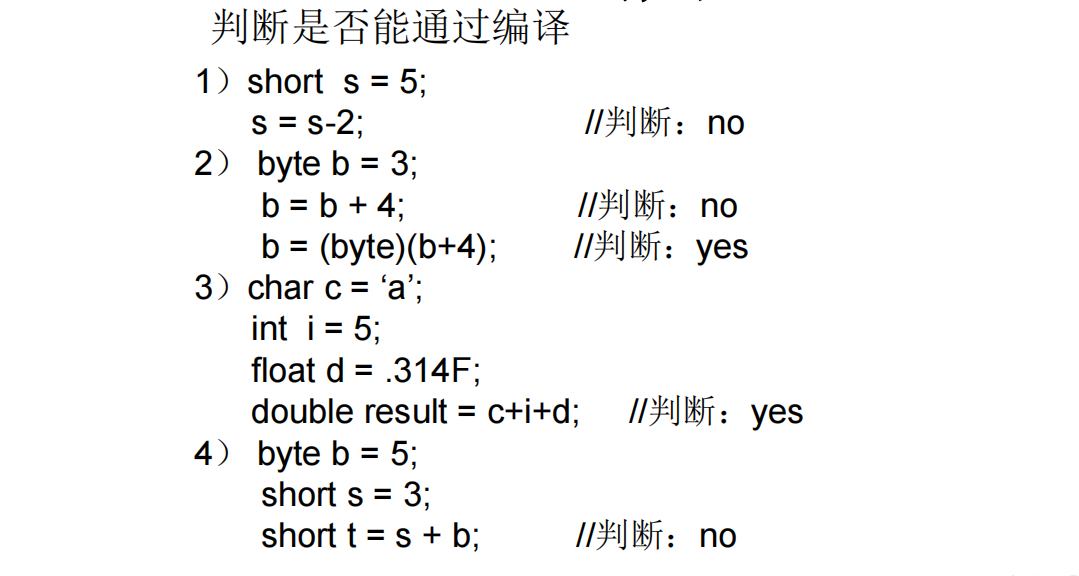 判断是否能通过编译
1）short s = 5;
s = s-2; //判断：no
2） byte b = 3;
b = b + 4; //判断：no
b = (byte)(b+4); //判断：yes
3）char c = ‘a’;
int i = 5;
float d = .314F;
double result = c+i+d; //判断：yes
4） byte b = 5;
short s = 3;
short t = s + b; //判断：no